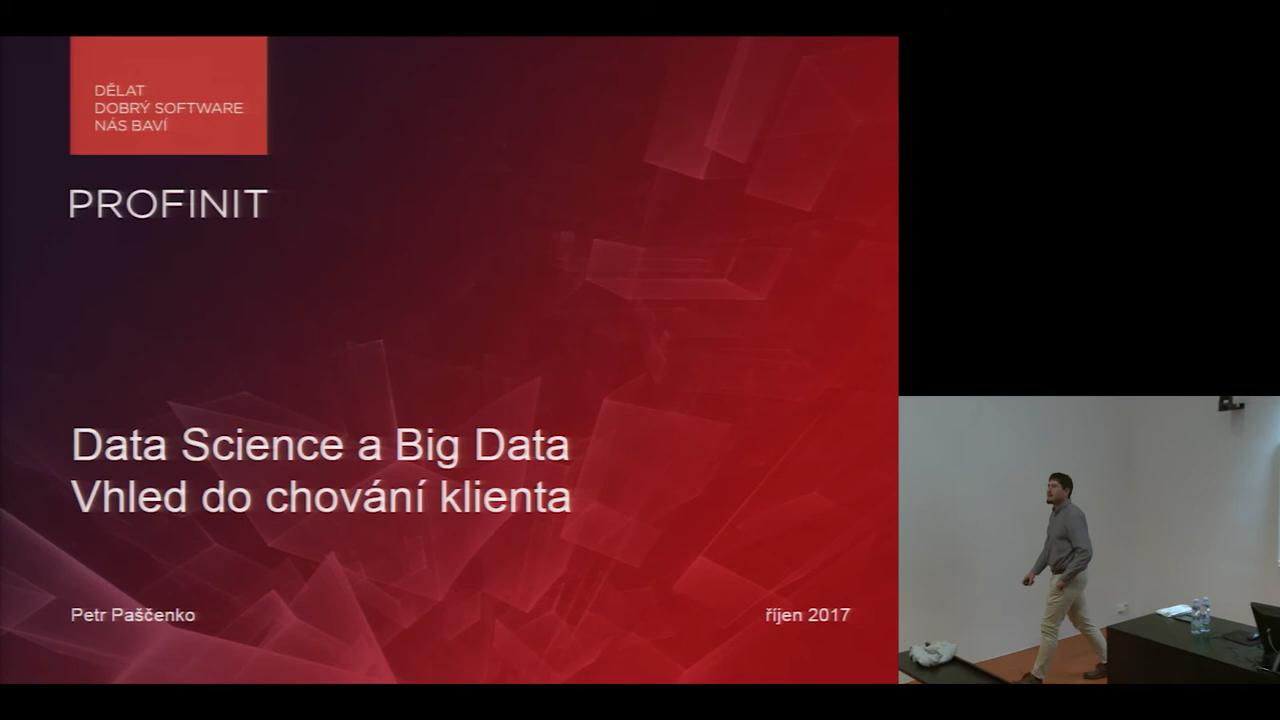 DĚLAT
DOBRÝ SOFTWARE
NÁS BAVÍ
PROFINIT
Data Science a Big Data
Vhled do chování klienta
Petr Paščenko
říjen 2017